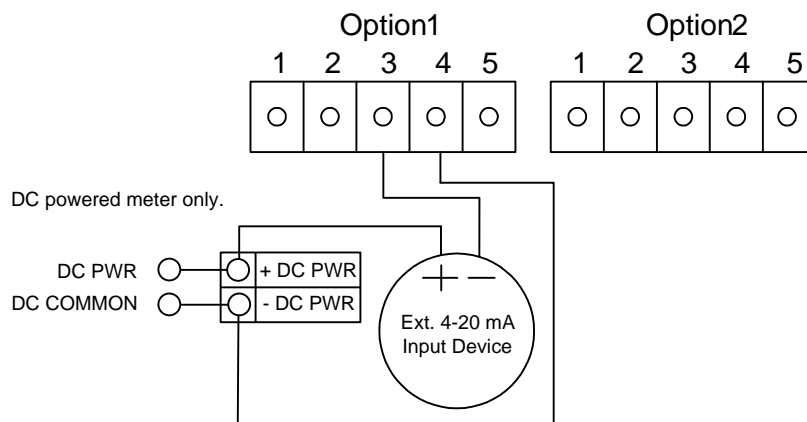 Option1 Option2
1 2 3 4 5 1 2 3 4 5
DC powered meter only.
DC PWR + DC PWR
DC COMMON - DC PWR
+ −
Ext. 4-20 mA
Input Device